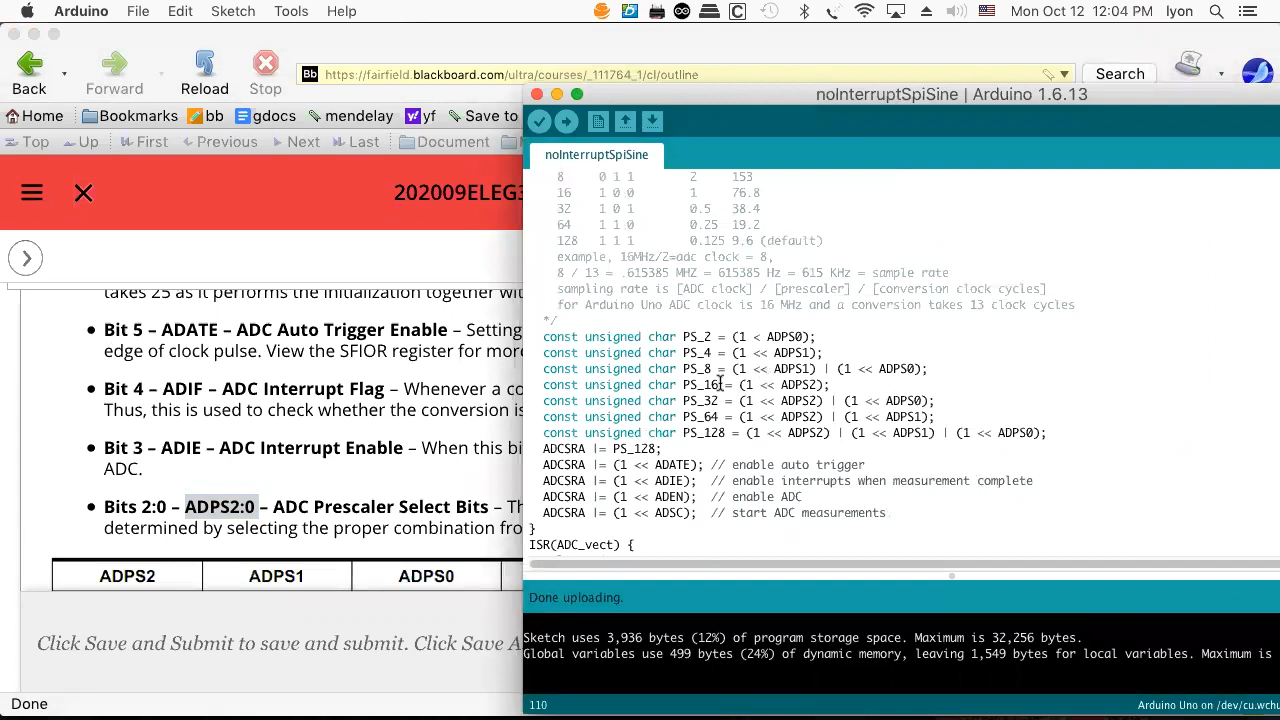 Arduino File Edit Sketch Tools Help
Mon Oct 12 12:04 PM lyon
Back Forward Reload Stop
Bb https://fairfield.blackboard.com/ultra/courses/_111764_1/cl/outline
Search
Home Bookmarks bb gdocs mendelay yf Save to
Top Up First Previous Next Last Document
202009ELEG3
takes 25 as it performs the initialization together wit
Bit 5 – ADATE – ADC Auto Trigger Enable – Setting
edge of clock pulse. View the SFIOR register for more
Bit 4 – ADIF – ADC Interrupt Flag – Whenever a co
Thus, this is used to check whether the conversion is
Bit 3 – ADIE – ADC Interrupt Enable – When this bi
ADC.
Bits 2:0 – ADPS2:0 – ADC Prescaler Select Bits – Th
determined by selecting the proper combination fro
ADPS2 ADPS1 ADPS0
Click Save and Submit to save and submit. Click Save A
Done
noInterruptSpiSine | Arduino 1.6.13
noInterruptSpiSine
8 0 1 1 2 153
16 1 0 0 1 76.8
32 1 0 1 0.5 38.4
64 1 1 0 0.25 19.2
128 1 1 1 0.125 9.6 (default)
example, 16MHz/2=adc clock = 8,
8 / 13 = .615385 MHZ = 615385 Hz = 615 KHz = sample rate
sampling rate is [ADC clock] / [prescaler] / [conversion clock cycles]
for Arduino Uno ADC clock is 16 MHz and a conversion takes 13 clock cycles
*/
const unsigned char PS_2 = (1 < ADPS0);
const unsigned char PS_4 = (1 << ADPS1);
const unsigned char PS_8 = (1 << ADPS1) | (1 << ADPS0);
const unsigned char PS_16 = (1 << ADPS2);
const unsigned char PS_32 = (1 << ADPS2) | (1 << ADPS0);
const unsigned char PS_64 = (1 << ADPS2) | (1 << ADPS1);
const unsigned char PS_128 = (1 << ADPS2) | (1 << ADPS1) | (1 << ADPS0);
ADCSRA |= PS_128;
ADCSRA |= (1 << ADATE); // enable auto trigger
ADCSRA |= (1 << ADIE); // enable interrupts when measurement complete
ADCSRA |= (1 << ADEN); // enable ADC
ADCSRA |= (1 << ADSC); // start ADC measurements
}
ISR(ADC_vect) {
Done uploading.
Sketch uses 3,936 bytes (12%) of program storage space. Maximum is 32,256 bytes.
Global variables use 499 bytes (24%) of dynamic memory, leaving 1,549 bytes for local variables. Maximum is
110
Arduino Uno on /dev/cu.wchu